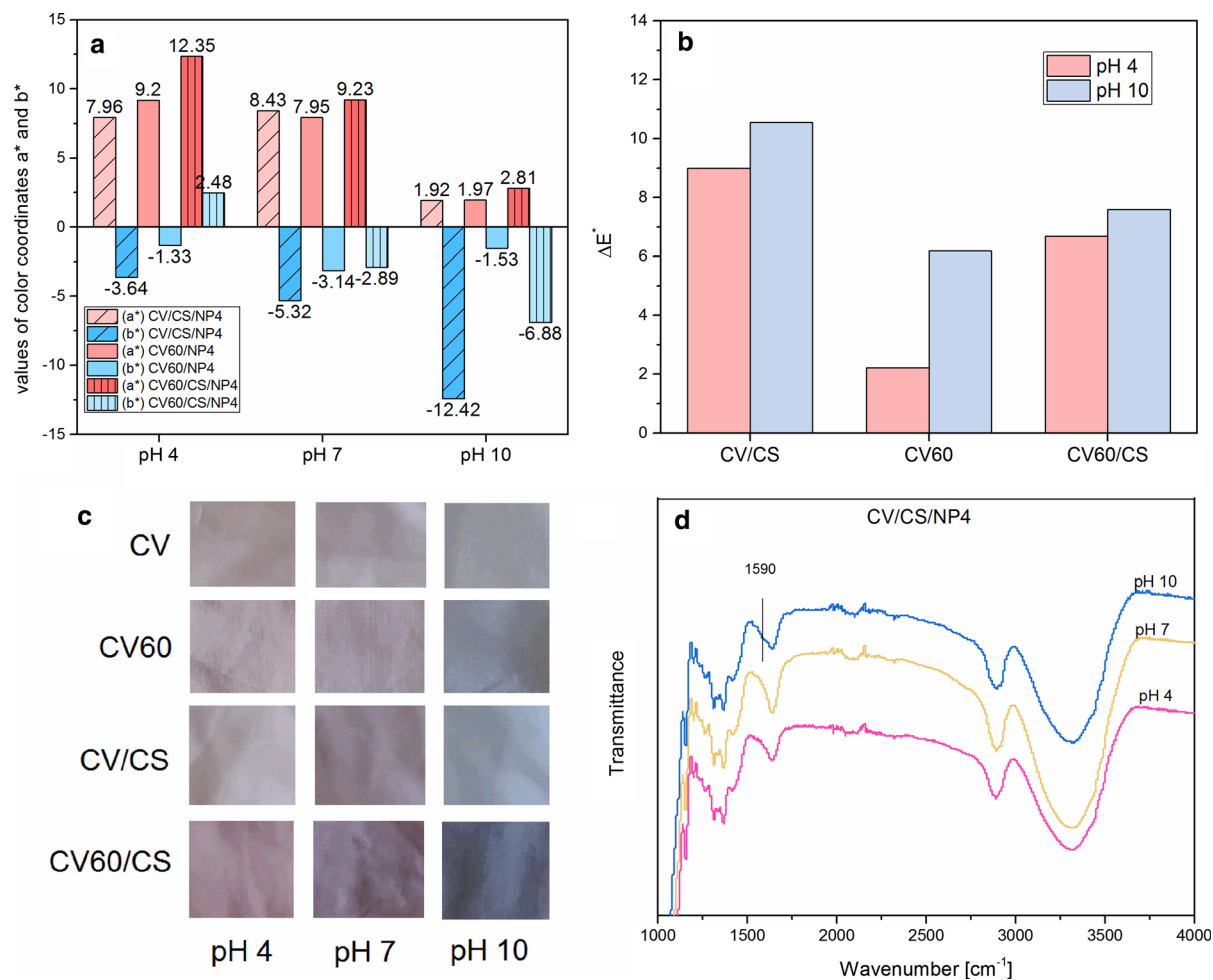 a
values of color coordinates a* and b*
15
10
5
0
-5
-10
-15
7.96
9.2
12.35
8.43
7.95
9.23
1.92
1.97
2.81
-3.64
-1.33
2.48
-5.32
-3.14
-2.89
-12.42
-1.53
-6.88
(a*) CV/CS/NP4
(b*) CV/CS/NP4
(a*) CV60/NP4
(b*) CV60/NP4
(a*) CV60/CS/NP4
(b*) CV60/CS/NP4
pH 4
pH 7
pH 10
b
ΔE*
14
12
10
8
6
4
2
0
pH 4
pH 10
CV/CS
CV60
CV60/CS
c
CV
CV60
CV/CS
CV60/CS
pH 4
pH 7
pH 10
d
CV/CS/NP4
1590
pH 10
pH 7
pH 4
Transmittance
1000
1500
2000
2500
3000
3500
4000
Wavenumber [cm-1]